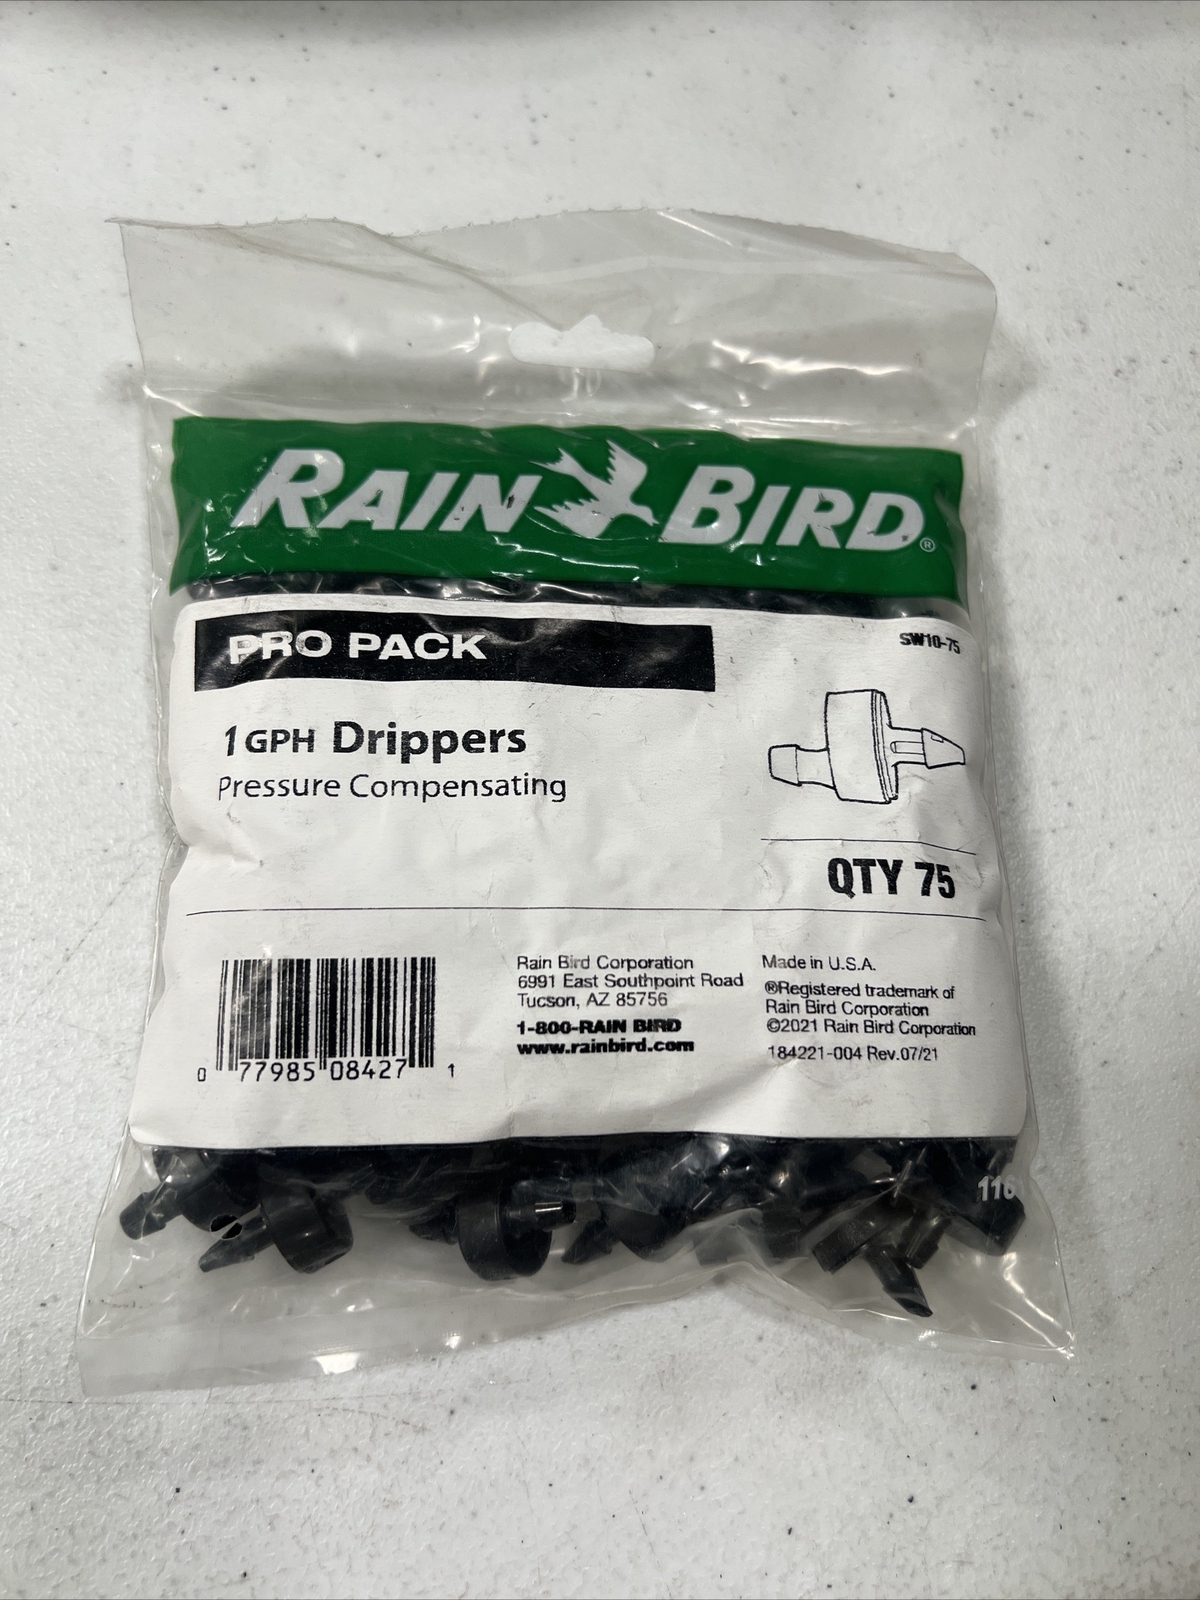 RAIN BIRD®
PRO PACK
SW10-75
1 GPH Drippers
Pressure Compensating
QTY 75
0 77985 08427 1
Rain Bird Corporation
6991 East Southpoint Road
Tucson, AZ 85756
1-800-RAIN BIRD
www.rainbird.com
Made in U.S.A.
®Registered trademark of
Rain Bird Corporation
©2021 Rain Bird Corporation
184221-004 Rev.07/21